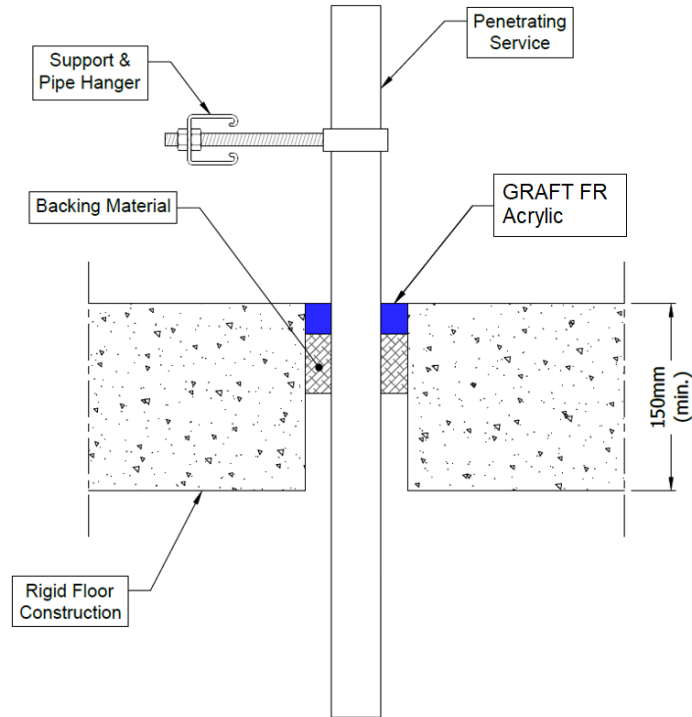 Penetrating
Service
Support &
Pipe Hanger
GRAFT FR
Acrylic
Backing Material
150mm
(min.)
Rigid Floor
Construction